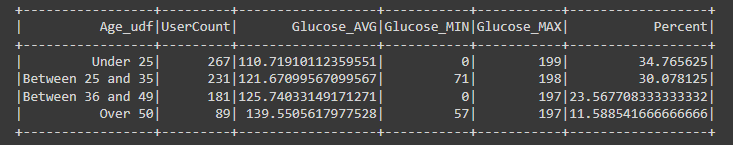 +-----------------+---------+------------------+-----------+-----------+------------------+
|          Age_udf|UserCount|       Glucose_AVG|Glucose_MIN|Glucose_MAX|           Percent|
+-----------------+---------+------------------+-----------+-----------+------------------+
|         Under 25|      267|110.71910112359551|          0|        199|         34.765625|
|Between 25 and 35|      231|121.67099567099567|         71|        198|         30.078125|
|Between 36 and 49|      181|125.74033149171271|          0|        197|23.567708333333332|
|          Over 50|       89| 139.5505617977528|         57|        197|11.588541666666666|
+-----------------+---------+------------------+-----------+-----------+------------------+